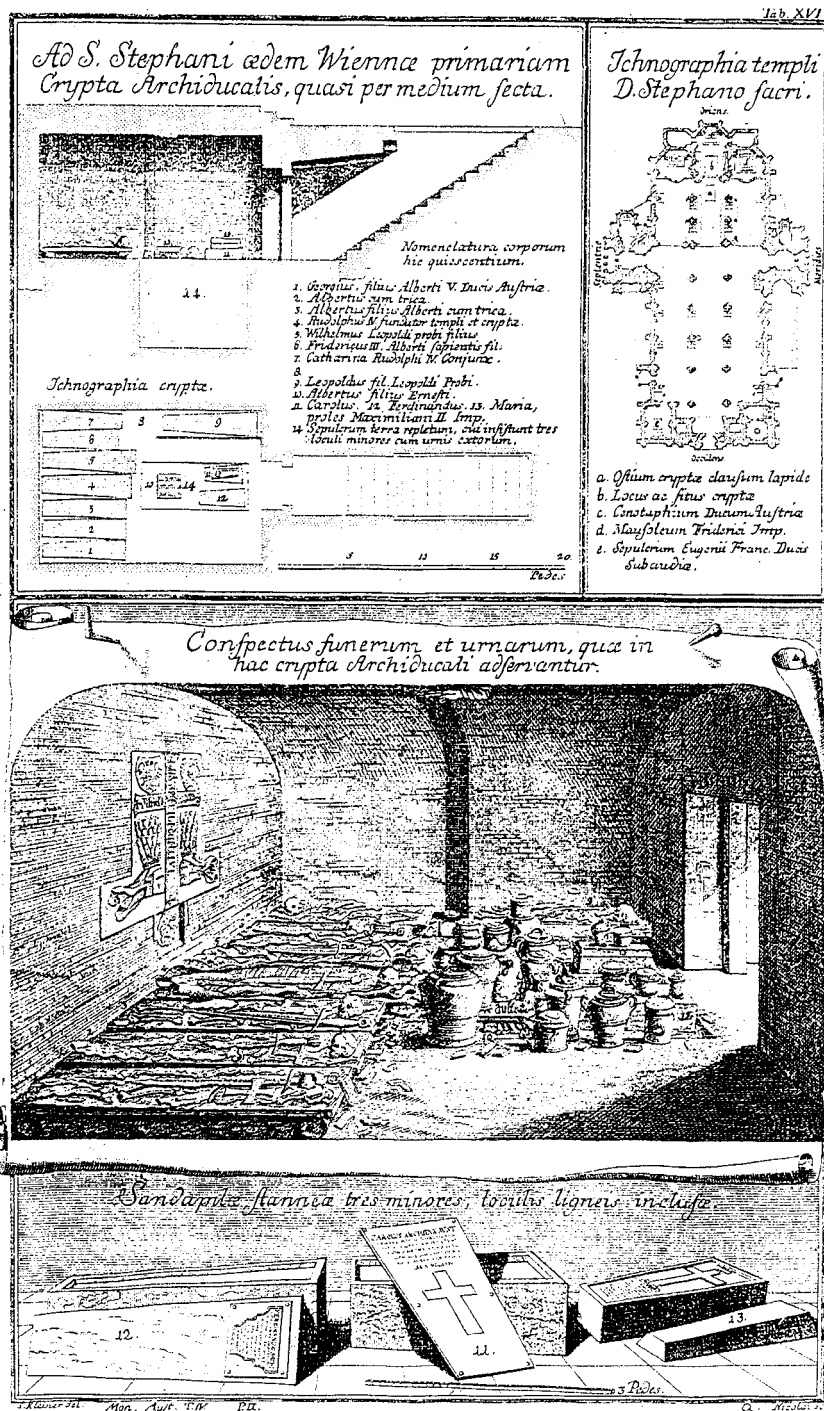 Tab. XVI
Ad S. Stephani ædem Wiennæ primariam
Crypta Archiducalis, quasi per medium ſecta.
14.
Nomenclatura corporum
hic quieſcentium.
1. Georgius. filius Alberti V. Ducis Auſtriæ.
2. Albertus cum trica.
3. Albertus filius Alberti cum trica.
4. Rudolphus IV. fundator templi et cryptæ.
5. Wilhelmus Leopoldi probi filius
6. Fridericus III. Alberti ſapientis fil.
7. Catharina Rudolphi IV. Conjunx.
8
9. Leopoldus fil. Leopoldi Probi.
10. Albertus filius Erneſti.
11. Carolus. 12. Ferdinandus. 13. Maria,
proles Maximiliani II. Imp.
14. Sepulcrum terra repletum, cui inſiſtunt tres
loculi minores cum urnis extorum.
Ichnographia cryptæ.
7 8 9
6
5
4 10 14 12
3
2
1
5 15 20
Pedes
Ichnographia templi
D. Stephano ſacri.
Oriens.
Septentrio
Meridies
Occidens
a. Oſtium cryptæ clauſum lapide
b. Locus ac ſitus cryptæ
c. Cenotaphium Ducum Auſtriæ
d. Mauſoleum Friderici Imp.
e. Sepulcrum Eugenii Franc. Ducis
Sabaudiæ.
Conſpectus funerum et urnarum, quæ in
hac crypta Archiducali adſervantur.
Sandapilæ ſtanneæ tres minores, loculis ligneis incluſæ.
12.
11.
13.
3 Pedes.
S. Kleiner del. Mon. Auſt. T. IV. P. II.